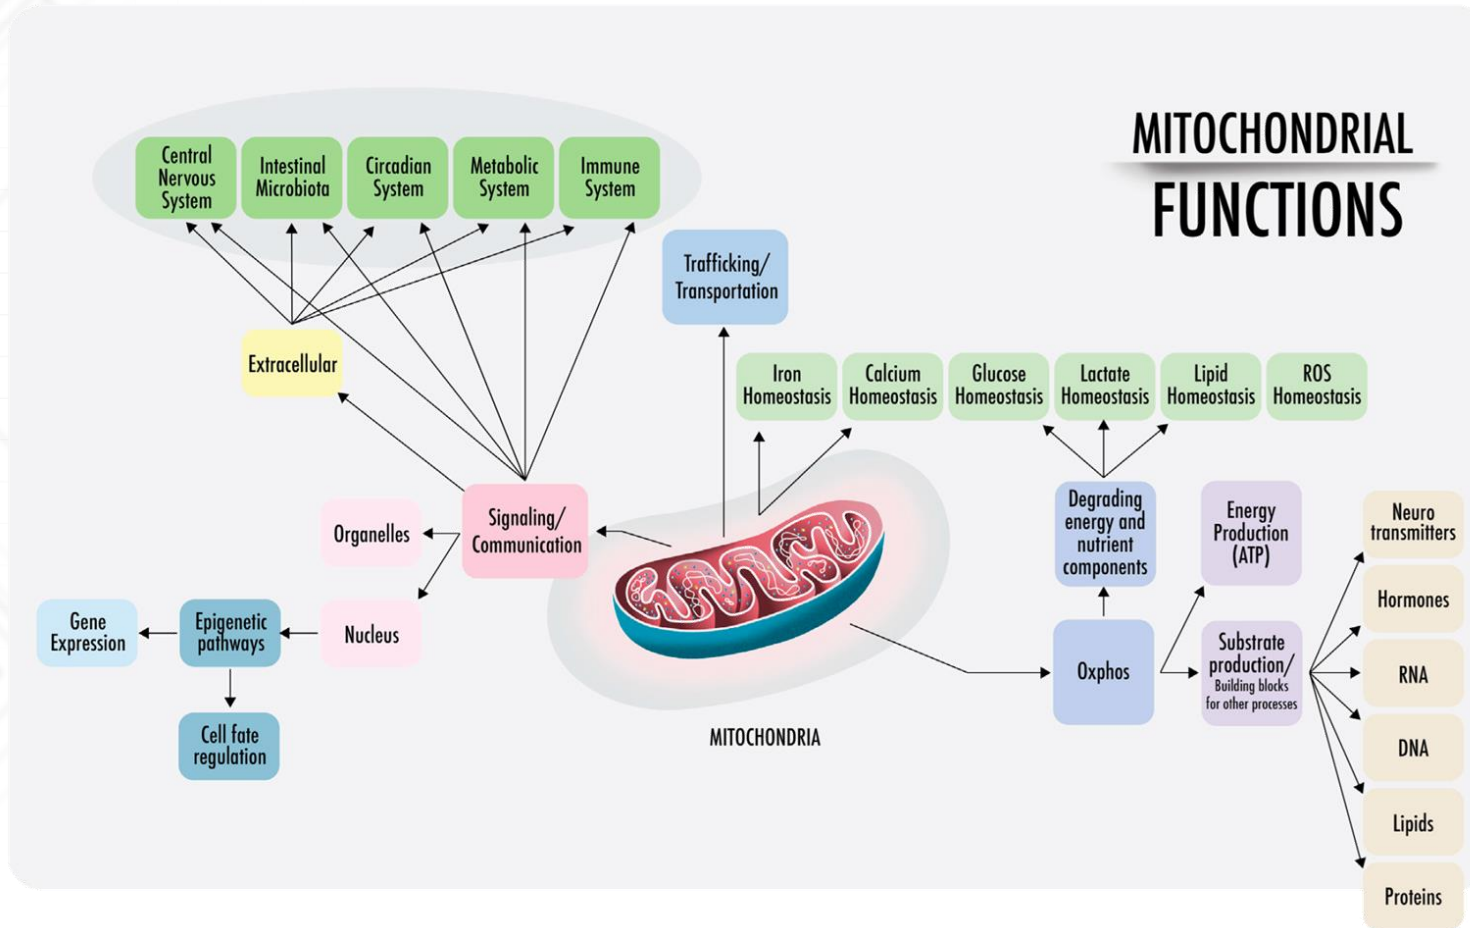 MITOCHONDRIAL
FUNCTIONS
Central
Nervous
System
Intestinal
Microbiota
Circadian
System
Metabolic
System
Immune
System
Trafficking/
Transportation
Extracellular
Iron
Homeostasis
Calcium
Homeostasis
Glucose
Homeostasis
Lactate
Homeostasis
Lipid
Homeostasis
ROS
Homeostasis
Signaling/
Communication
Organelles
Nucleus
Epigenetic
pathways
Gene
Expression
Cell fate
regulation
MITOCHONDRIA
Degrading
energy and
nutrient
components
Oxphos
Energy
Production
(ATP)
Substrate
production/
Building blocks
for other processes
Neuro
transmitters
Hormones
RNA
DNA
Lipids
Proteins